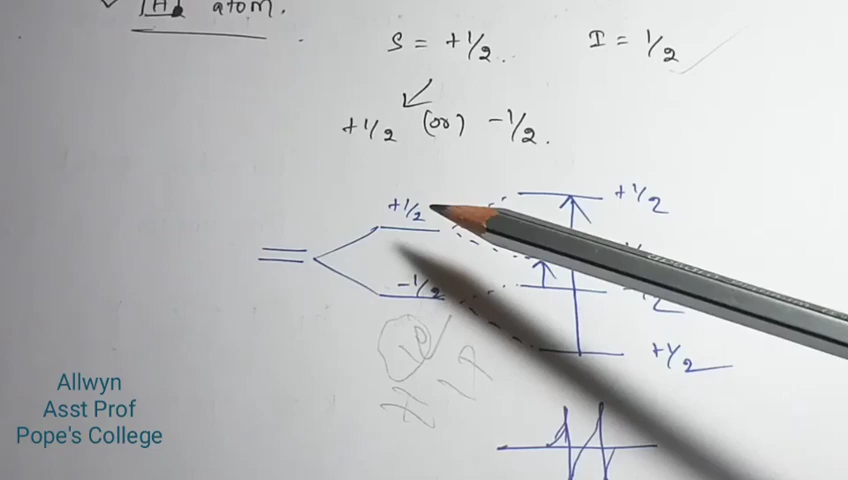 H atom.
S = +1/2. I = 1/2
+1/2 (or) -1/2.
+1/2 +1/2
-1/2
+1/2
Allwyn
Asst Prof
Pope's College